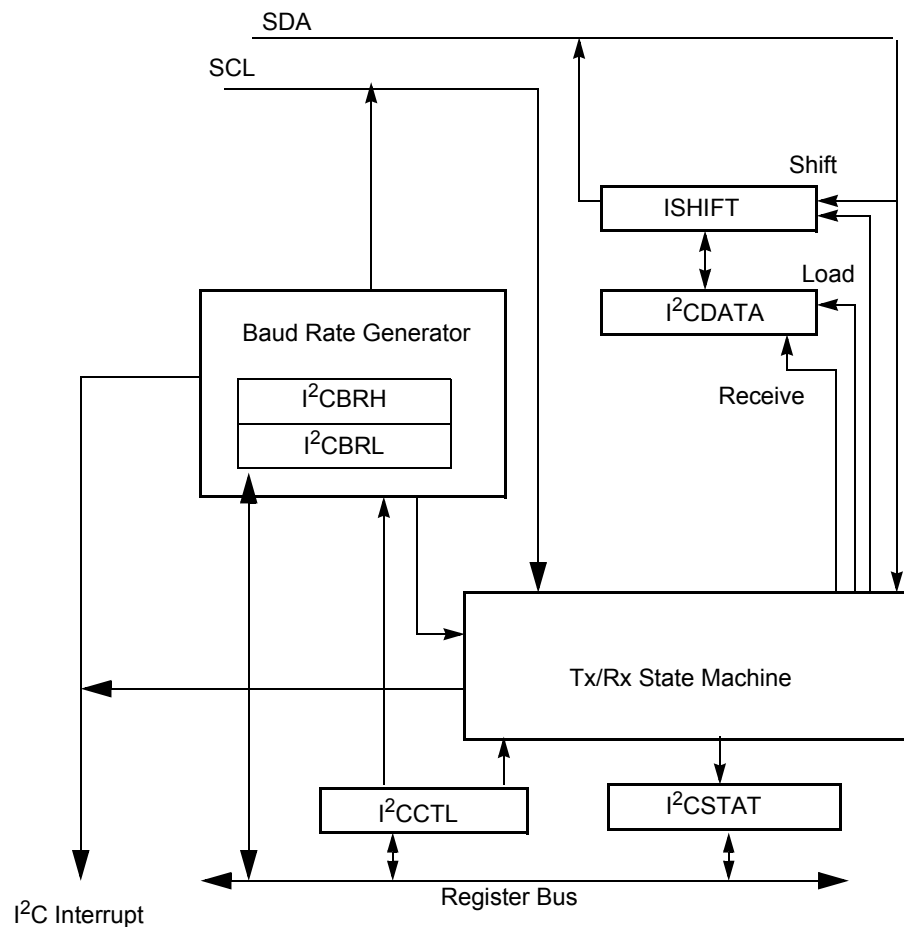 SDA
SCL
Shift
ISHIFT
Load
I²CDATA
Baud Rate Generator
I²CBRH
Receive
I²CBRL
Tx/Rx State Machine
I²CCTL
I²CSTAT
Register Bus
I²C Interrupt